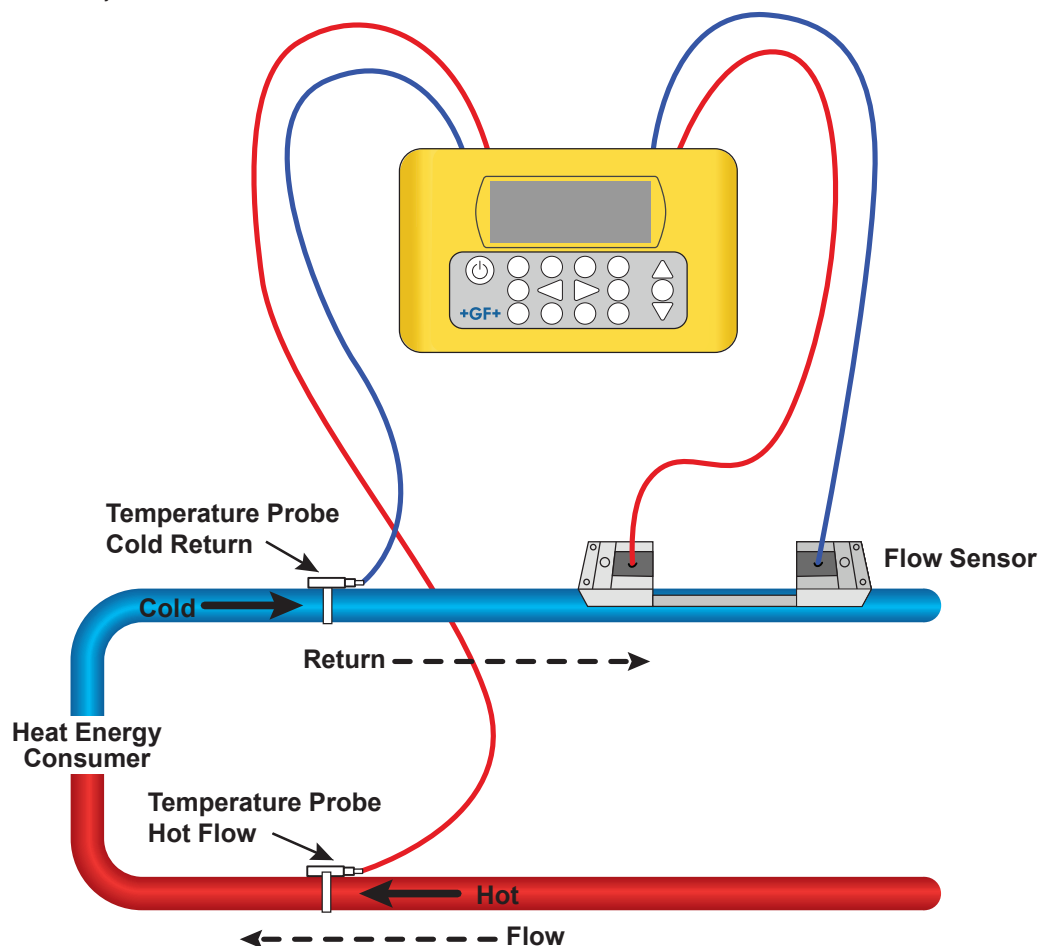 +GF+
Temperature Probe
Cold Return
Flow Sensor
Cold
Return
Heat Energy
Consumer
Temperature Probe
Hot Flow
Hot
Flow